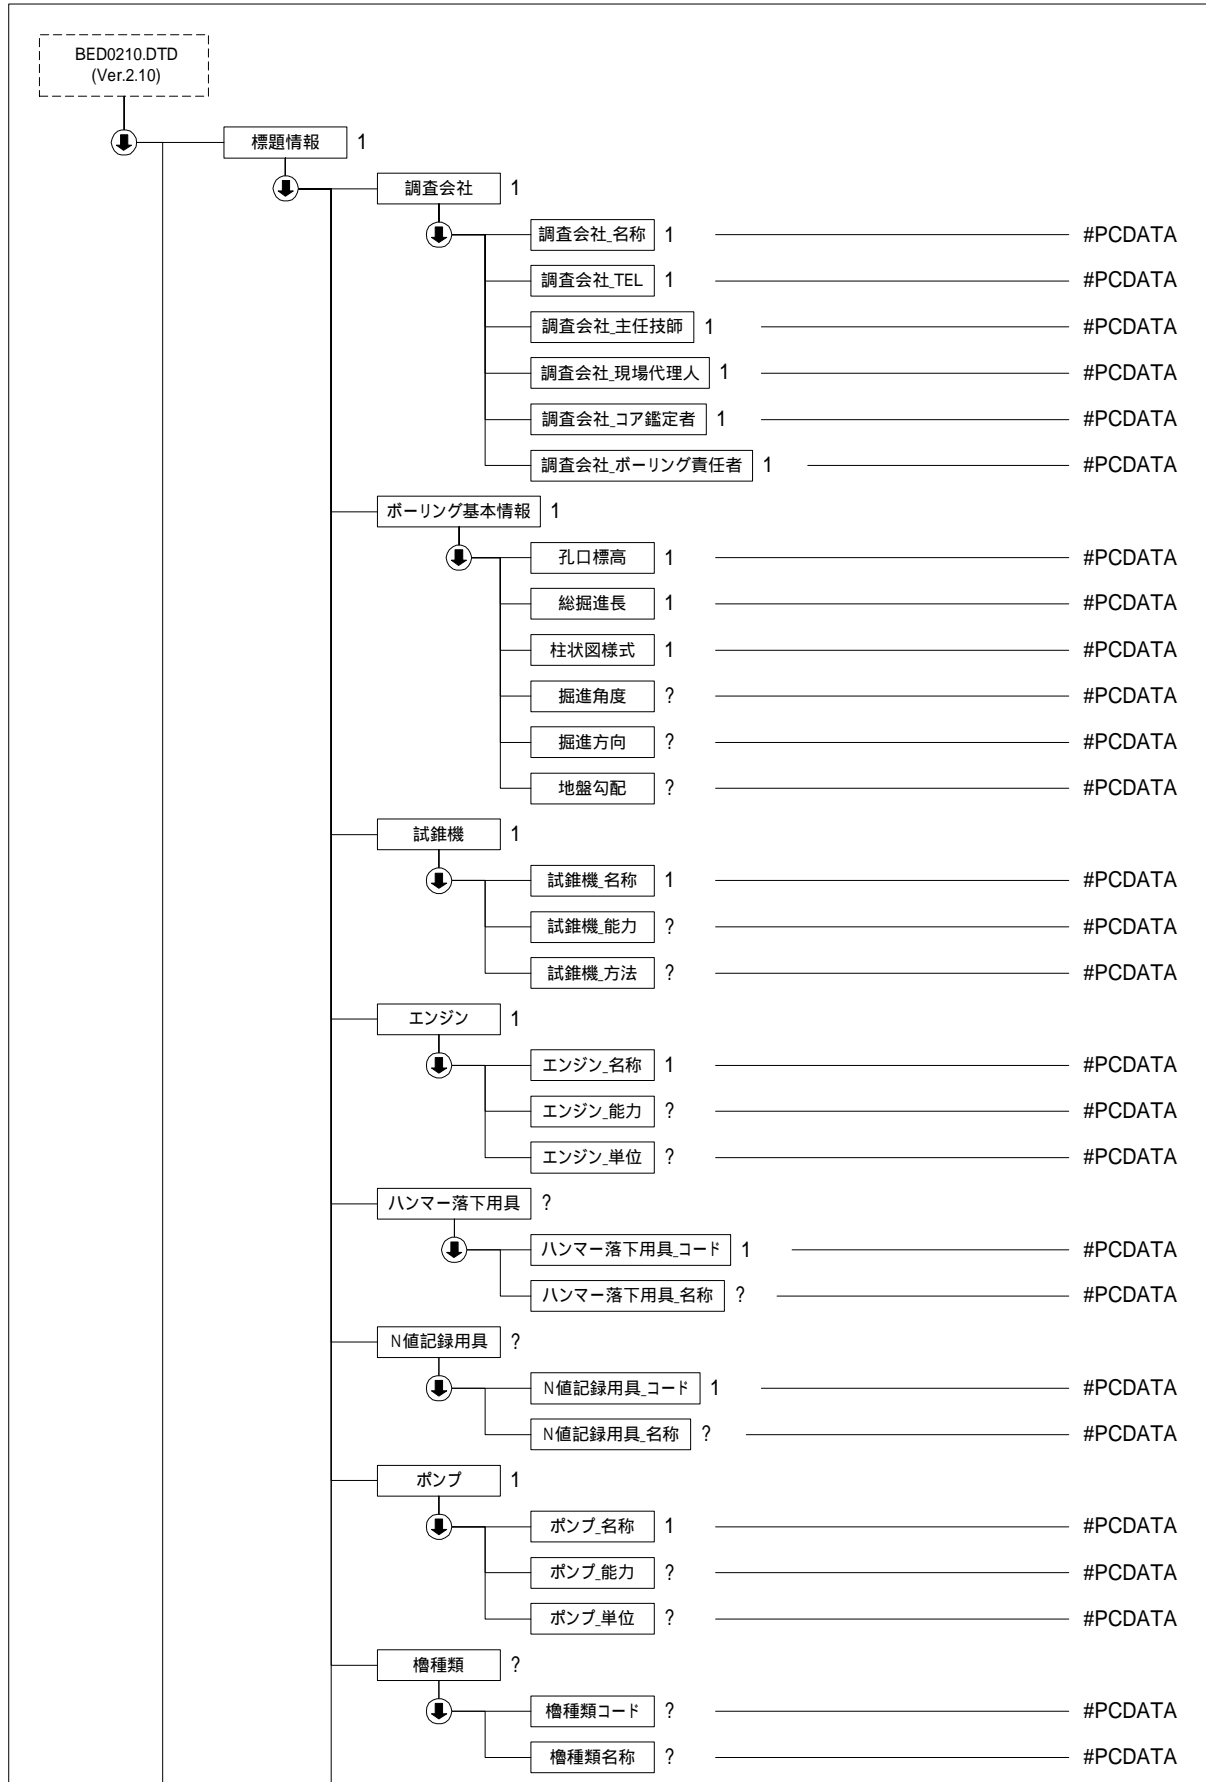 BED0210.DTD
(Ver.2.10)
標題情報 1
調査会社 1
調査会社_名称 1 #PCDATA
調査会社_TEL 1 #PCDATA
調査会社_主任技師 1 #PCDATA
調査会社_現場代理人 1 #PCDATA
調査会社_コア鑑定者 1 #PCDATA
調査会社_ボーリング責任者 1 #PCDATA
ボーリング基本情報 1
孔口標高 1 #PCDATA
総掘進長 1 #PCDATA
柱状図様式 1 #PCDATA
掘進角度 ? #PCDATA
掘進方向 ? #PCDATA
地盤勾配 ? #PCDATA
試錐機 1
試錐機_名称 1 #PCDATA
試錐機_能力 ? #PCDATA
試錐機_方法 ? #PCDATA
エンジン 1
エンジン_名称 1 #PCDATA
エンジン_能力 ? #PCDATA
エンジン_単位 ? #PCDATA
ハンマー落下用具 ?
ハンマー落下用具_コード 1 #PCDATA
ハンマー落下用具_名称 ? #PCDATA
N値記録用具 ?
N値記録用具_コード 1 #PCDATA
N値記録用具_名称 ? #PCDATA
ポンプ 1
ポンプ_名称 1 #PCDATA
ポンプ_能力 ? #PCDATA
ポンプ_単位 ? #PCDATA
櫓種類 ?
櫓種類コード ? #PCDATA
櫓種類名称 ? #PCDATA